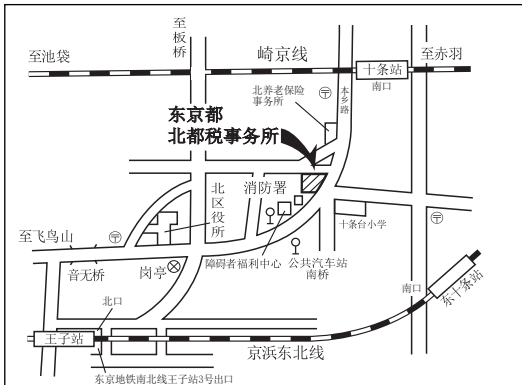 至板桥
至池袋
崎京线
十条站
至赤羽
南口
北养老保险
事务所
〒
本乡路
东京都
北都税事务所
消防署
北区役所
十条台小学
〒
至飞鸟山
〒
音无桥
岗亭
障碍者福利中心
公共汽车站
南桥
南口
东十条站
北口
王子站
京浜东北线
东京地铁南北线王子站3号出口